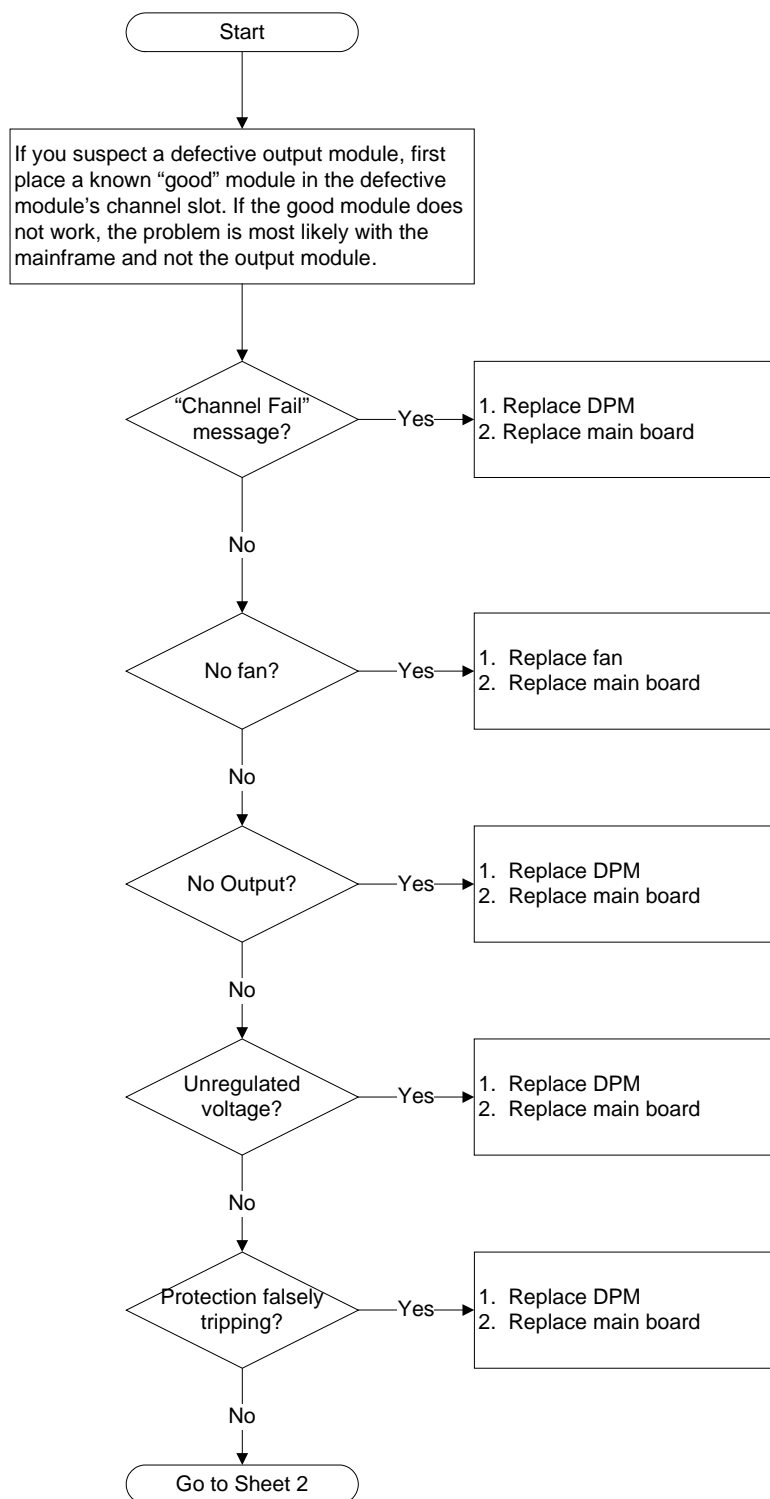 Start
If you suspect a defective output module, first
place a known “good” module in the defective
module’s channel slot. If the good module does
not work, the problem is most likely with the
mainframe and not the output module.
“Channel Fail”
message?
Yes
1. Replace DPM
2. Replace main board
No
No fan?
Yes
1. Replace fan
2. Replace main board
No
No Output?
Yes
1. Replace DPM
2. Replace main board
No
Unregulated
voltage?
Yes
1. Replace DPM
2. Replace main board
No
Protection falsely
tripping?
Yes
1. Replace DPM
2. Replace main board
No
Go to Sheet 2